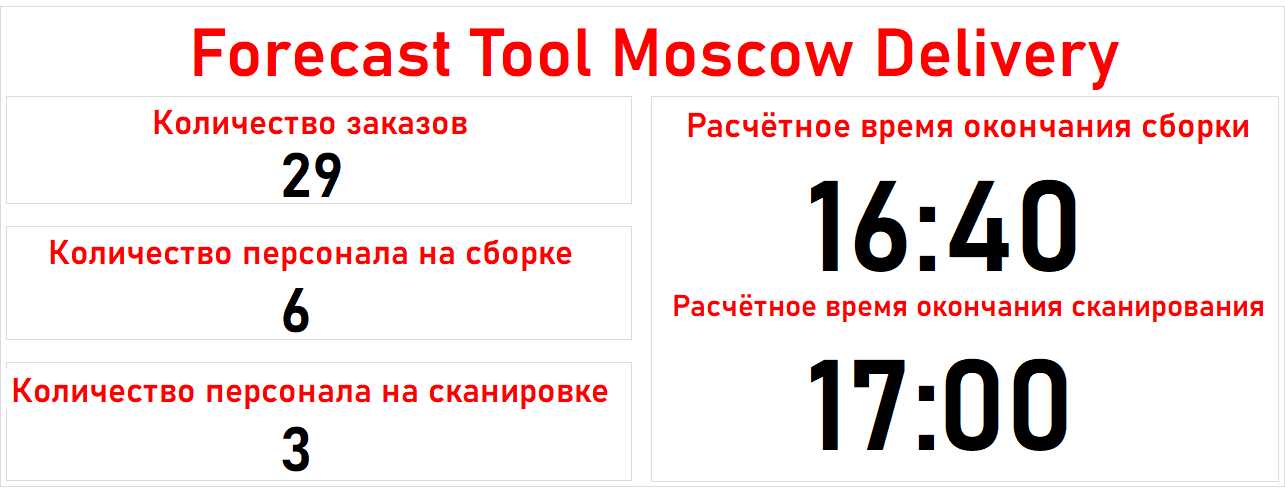 Forecast Tool Moscow Delivery
Количество заказов
29
Количество персонала на сборке
6
Количество персонала на сканировке
3
Расчётное время окончания сборки
16:40
Расчётное время окончания сканирования
17:00